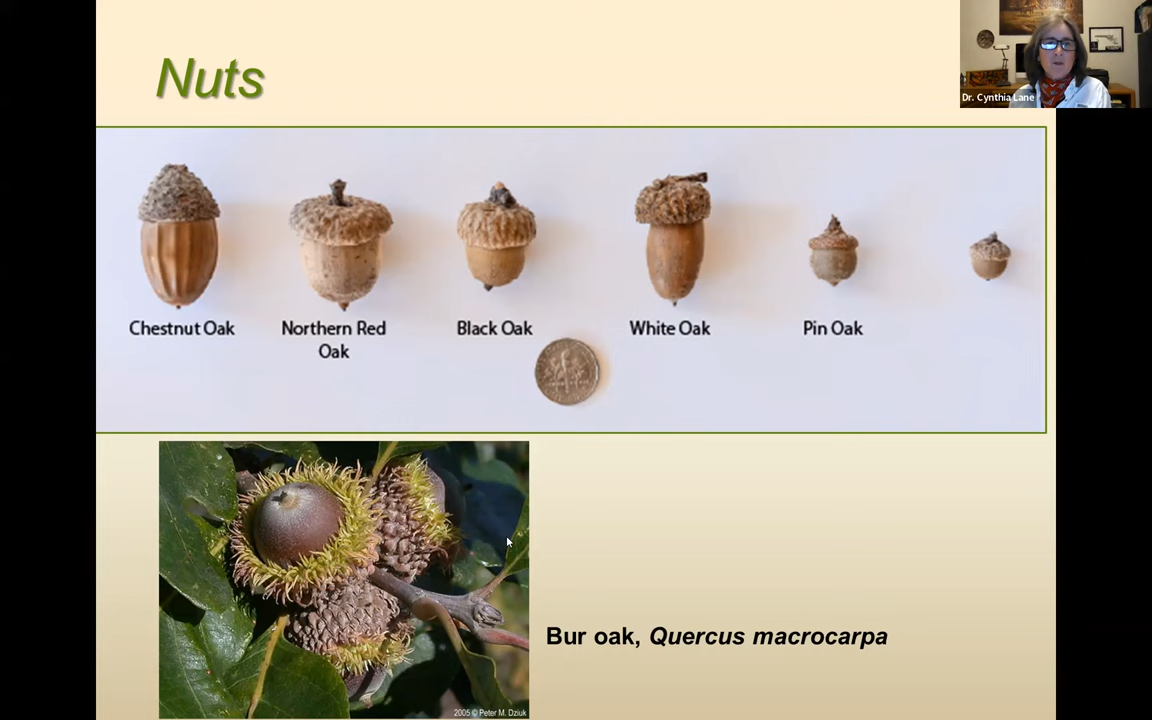 Nuts
Dr. Cynthia Lane
Chestnut Oak
Northern Red
Oak
Black Oak
White Oak
Pin Oak
2005 © Peter M. Dziuk
Bur oak, Quercus macrocarpa